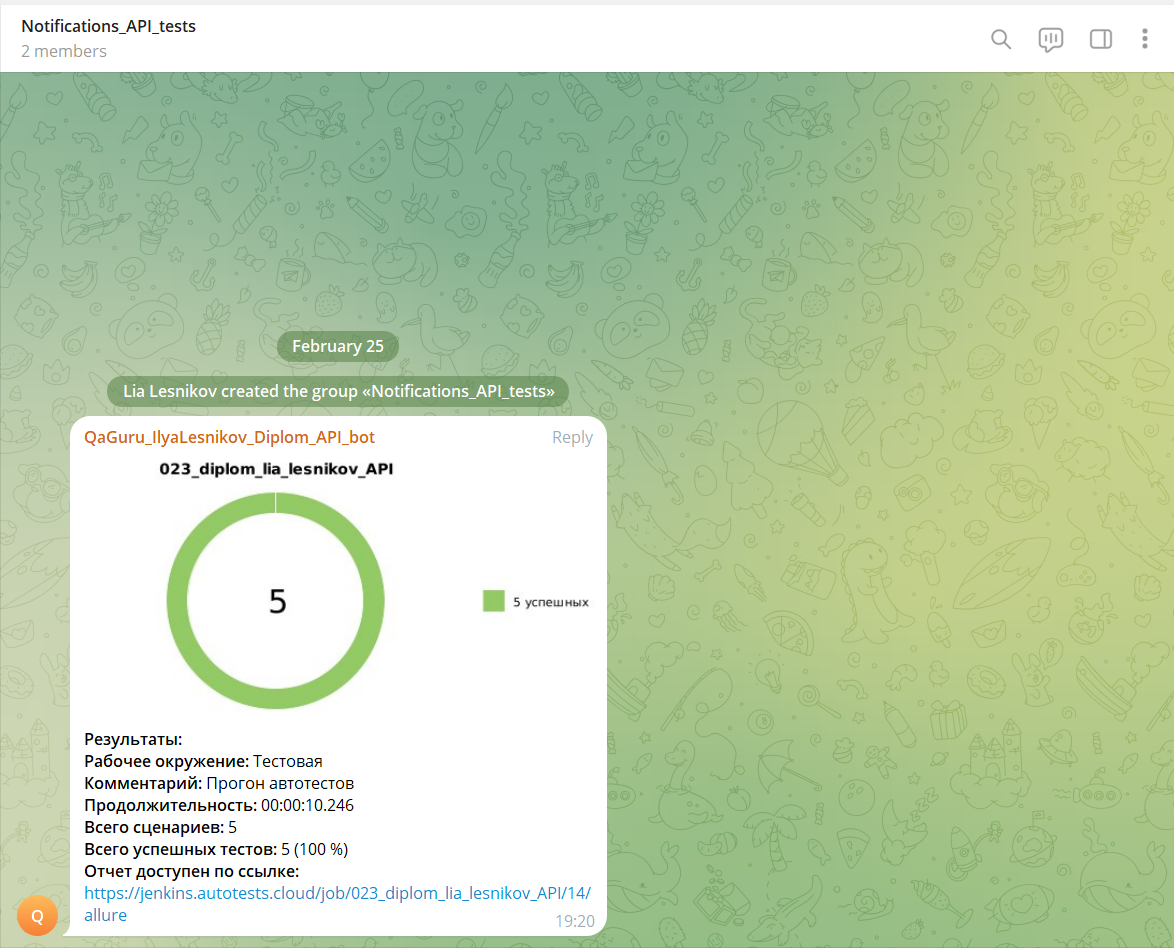 Notifications_API_tests
2 members
February 25
Lia Lesnikov created the group «Notifications_API_tests»
QaGuru_IlyaLesnikov_Diplom_API_bot Reply
023_diplom_lia_lesnikov_API
5
5 успешных
Результаты:
Рабочее окружение: Тестовая
Комментарий: Прогон автотестов
Продолжительность: 00:00:10.246
Всего сценариев: 5
Всего успешных тестов: 5 (100 %)
Отчет доступен по ссылке:
https://jenkins.autotests.cloud/job/023_diplom_lia_lesnikov_API/14/
allure
19:20
Q